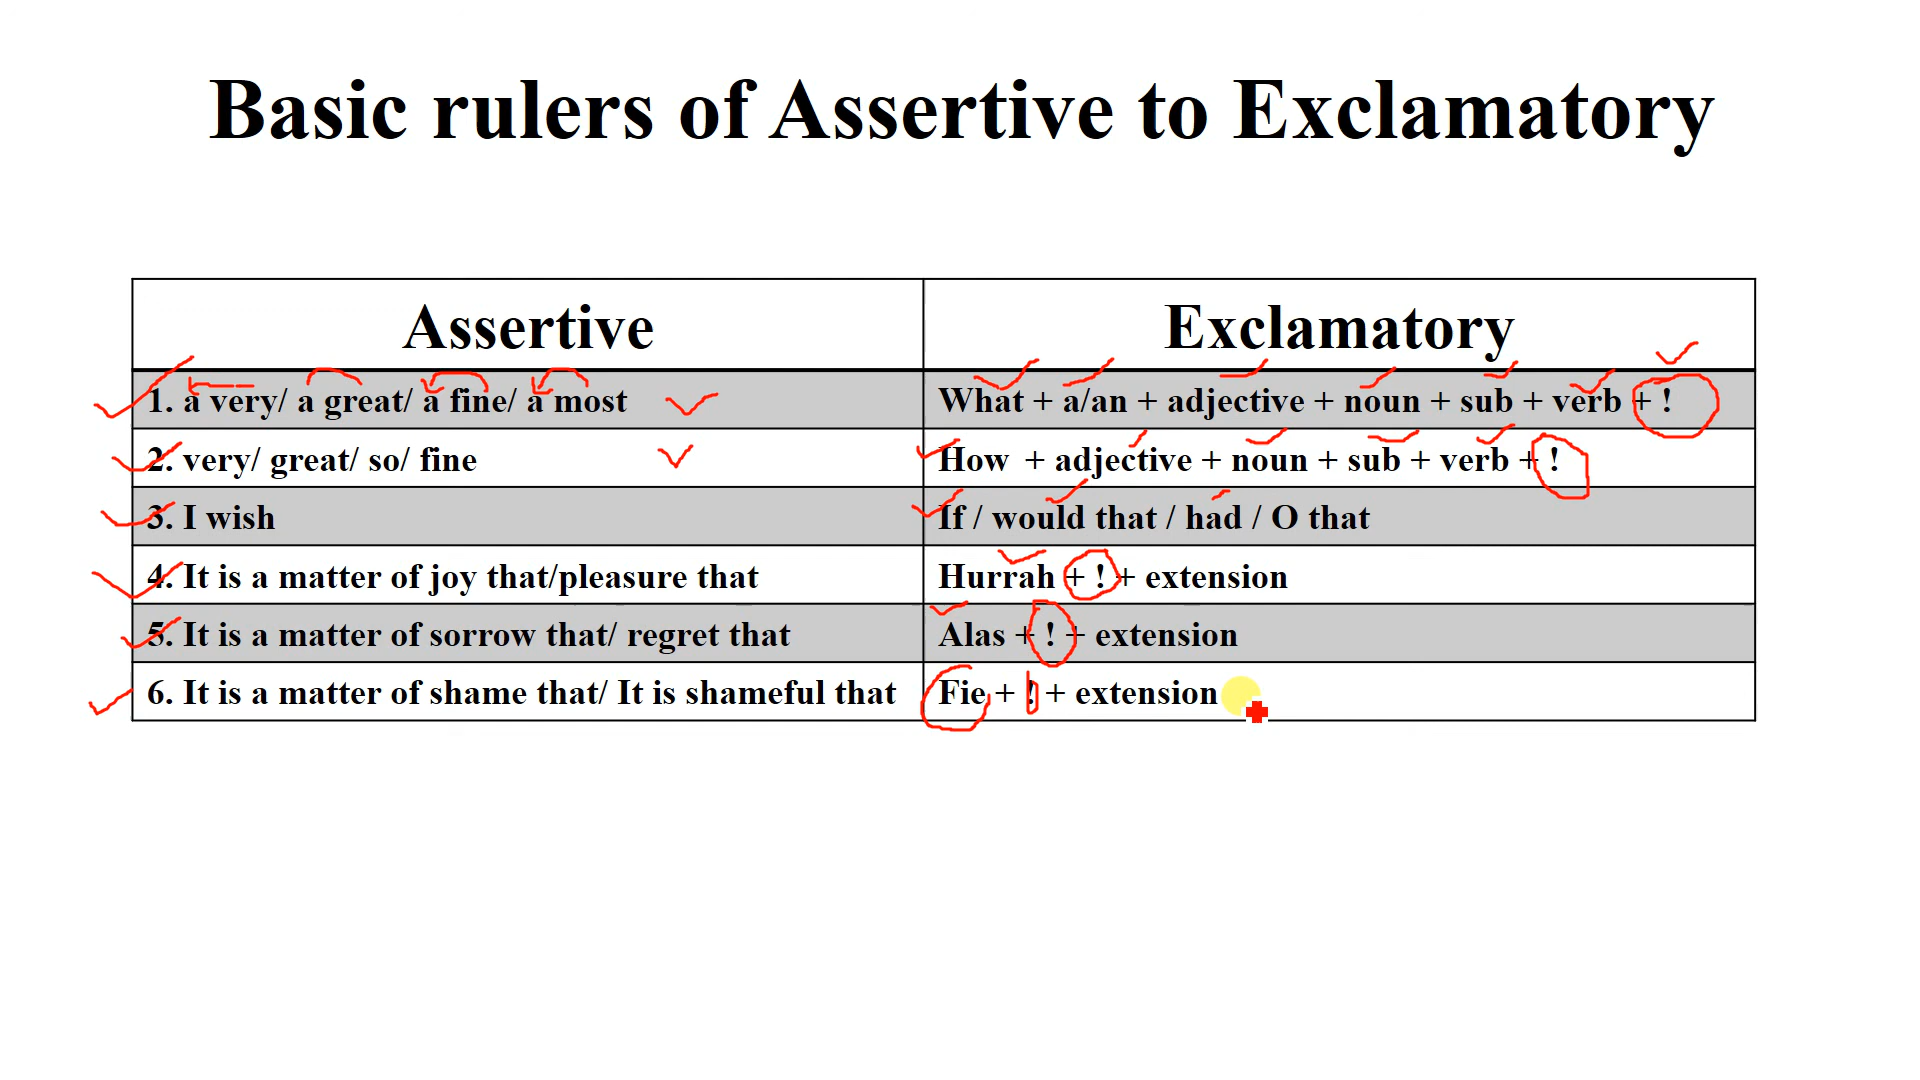 Basic rulers of Assertive to Exclamatory
Assertive
Exclamatory
1. a very/ a great/ a fine/ a most
What + a/an + adjective + noun + sub + verb + !
2. very/ great/ so/ fine
How + adjective + noun + sub + verb + !
3. I wish
If / would that / had / O that
4. It is a matter of joy that/pleasure that
Hurrah + ! + extension
5. It is a matter of sorrow that/ regret that
Alas + ! + extension
6. It is a matter of shame that/ It is shameful that
Fie + ! + extension